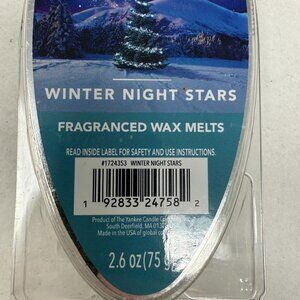 WINTER NIGHT STARS
FRAGRANCED WAX MELTS
READ INSIDE LABEL FOR SAFETY AND USE INSTRUCTIONS.
#1724353 WINTER NIGHT STARS
1 92833 24758 2
Product of The Yankee Candle
South Deerfield, MA
Made in the USA of global
2.6 oz (75 g